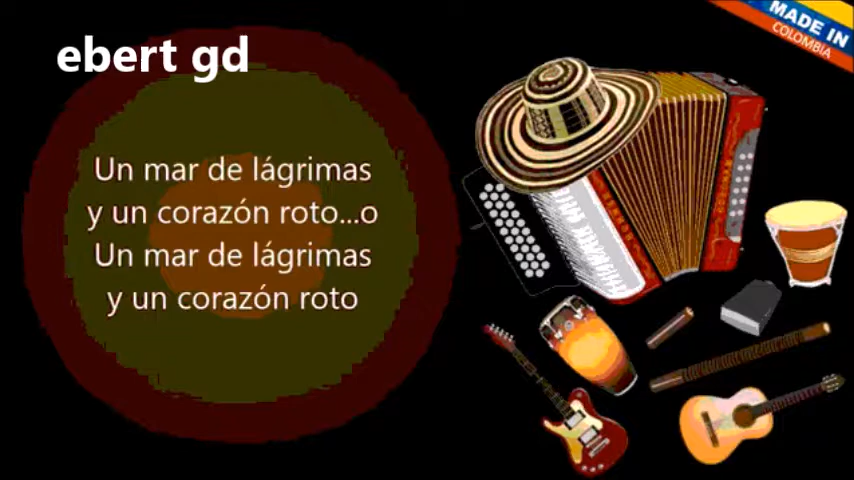 ebert gd
MADE IN
COLOMBIA
Un mar de lágrimas
y un corazón roto...o
Un mar de lágrimas
y un corazón roto